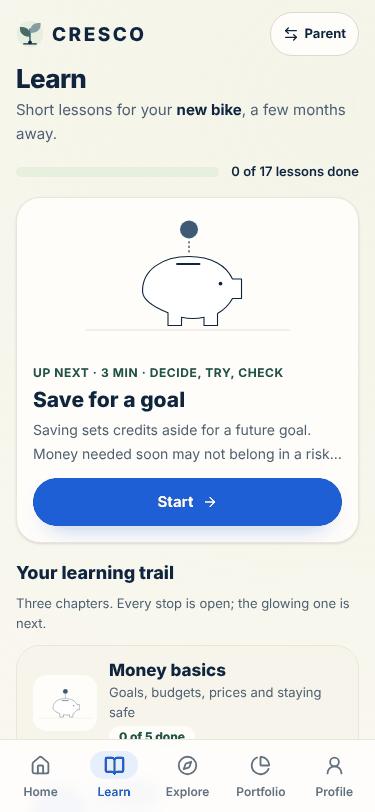 CRESCO
Parent
Learn
Short lessons for your new bike, a few months
away.
0 of 17 lessons done
UP NEXT · 3 MIN · DECIDE, TRY, CHECK
Save for a goal
Saving sets credits aside for a future goal.
Money needed soon may not belong in a risk...
Start →
Your learning trail
Three chapters. Every stop is open; the glowing one is
next.
Money basics
Goals, budgets, prices and staying
safe
0 of 5 done
Home
Learn
Explore
Portfolio
Profile